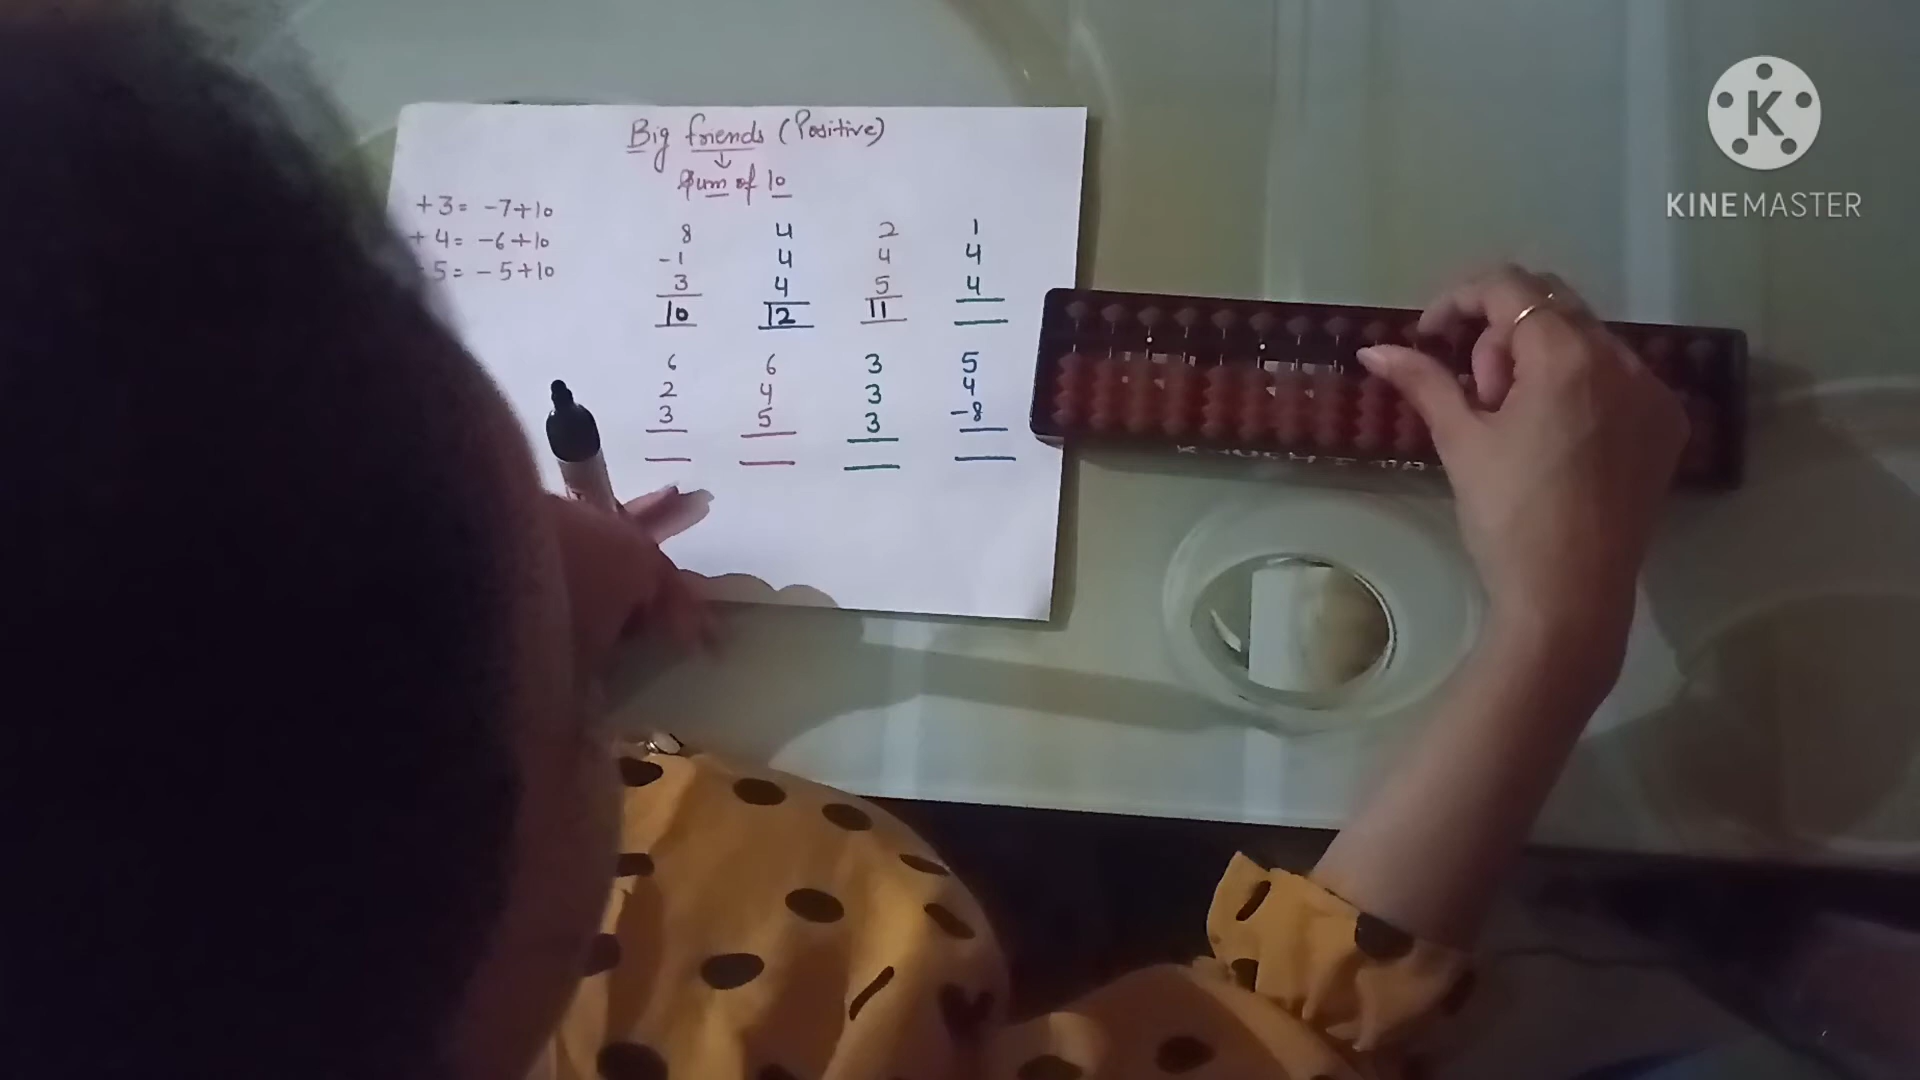 Big friends (Positive)
↓
Sum of 10
+3= -7+10
+4= -6+10
5= -5+10
8 4 2 1
-1 4 4 4
3 4 5 4
10 12 11
6 6 3 5
2 4 3 4
3 5 3 -8
KINEMASTER